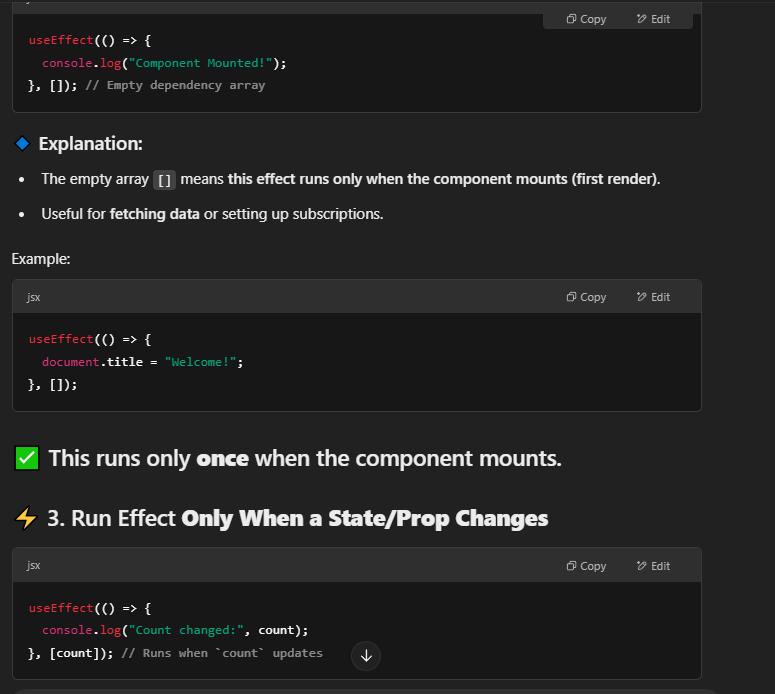 Copy Edit
useEffect(() => {
console.log("Component Mounted!");
}, []); // Empty dependency array
Explanation:
The empty array [] means this effect runs only when the component mounts (first render).
Useful for fetching data or setting up subscriptions.
Example:
jsx Copy Edit
useEffect(() => {
document.title = "Welcome!";
}, []);
This runs only once when the component mounts.
3. Run Effect Only When a State/Prop Changes
jsx Copy Edit
useEffect(() => {
console.log("Count changed:", count);
}, [count]); // Runs when `count` updates